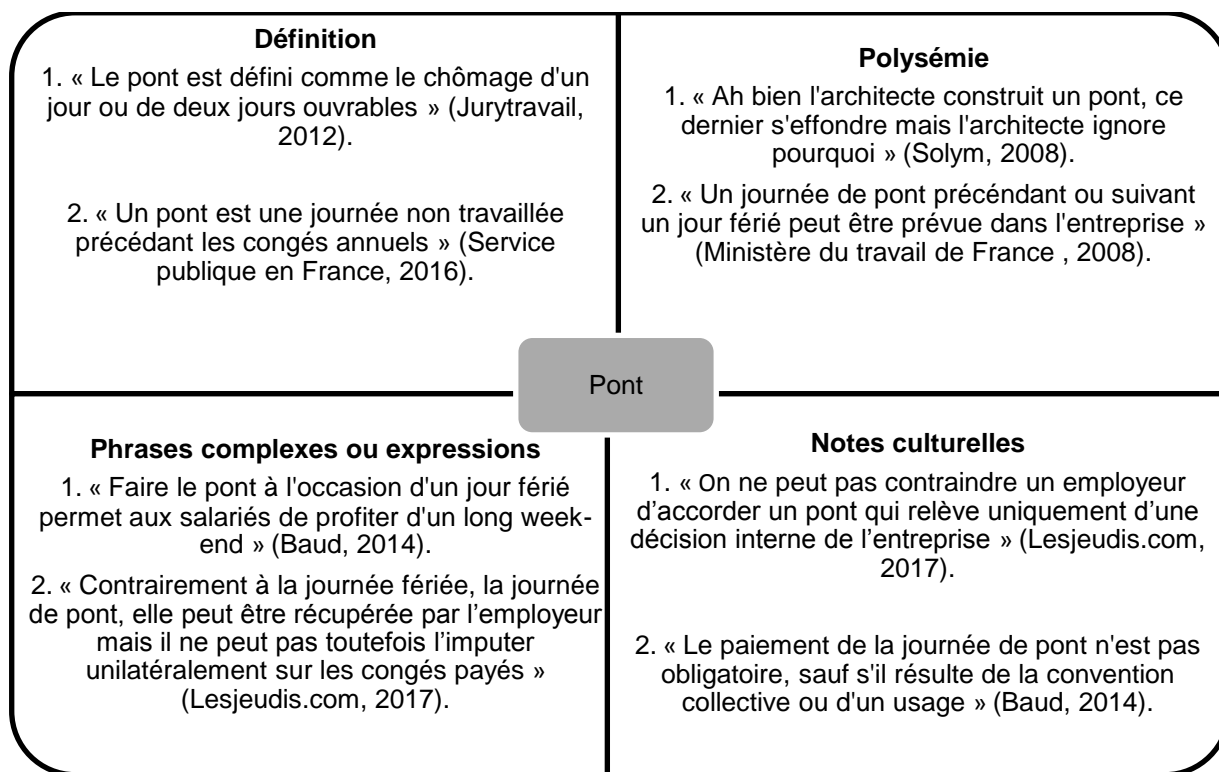 Définition
1. « Le pont est défini comme le chômage d'un
jour ou de deux jours ouvrables » (Jurytravail,
2012).
2. « Un pont est une journée non travaillée
précédant les congés annuels » (Service
publique en France, 2016).
Polysémie
1. « Ah bien l'architecte construit un pont, ce
dernier s'effondre mais l'architecte ignore
pourquoi » (Solym, 2008).
2. « Un journée de pont précéndant ou suivant
un jour férié peut être prévue dans l'entreprise »
(Ministère du travail de France , 2008).
Pont
Phrases complexes ou expressions
1. « Faire le pont à l'occasion d'un jour férié
permet aux salariés de profiter d'un long week-
end » (Baud, 2014).
2. « Contrairement à la journée fériée, la journée
de pont, elle peut être récupérée par l’employeur
mais il ne peut pas toutefois l’imputer
unilatéralement sur les congés payés »
(Lesjeudis.com, 2017).
Notes culturelles
1. « On ne peut pas contraindre un employeur
d’accorder un pont qui relève uniquement d’une
décision interne de l’entreprise » (Lesjeudis.com,
2017).
2. « Le paiement de la journée de pont n'est pas
obligatoire, sauf s'il résulte de la convention
collective ou d'un usage » (Baud, 2014).